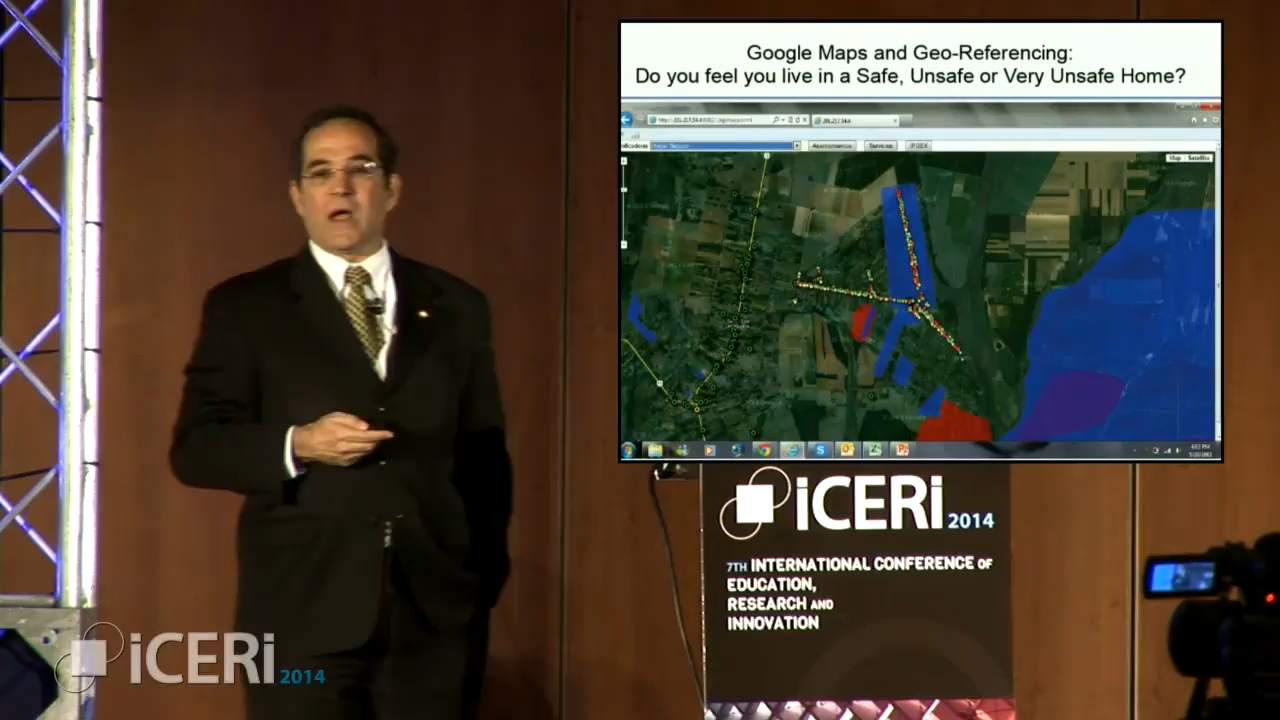 Google Maps and Geo-Referencing:
Do you feel you live in a Safe, Unsafe or Very Unsafe Home?
Map
Satellite
iCERi 2014
7TH INTERNATIONAL CONFERENCE OF
EDUCATION,
RESEARCH AND
INNOVATION
iCERi 2014